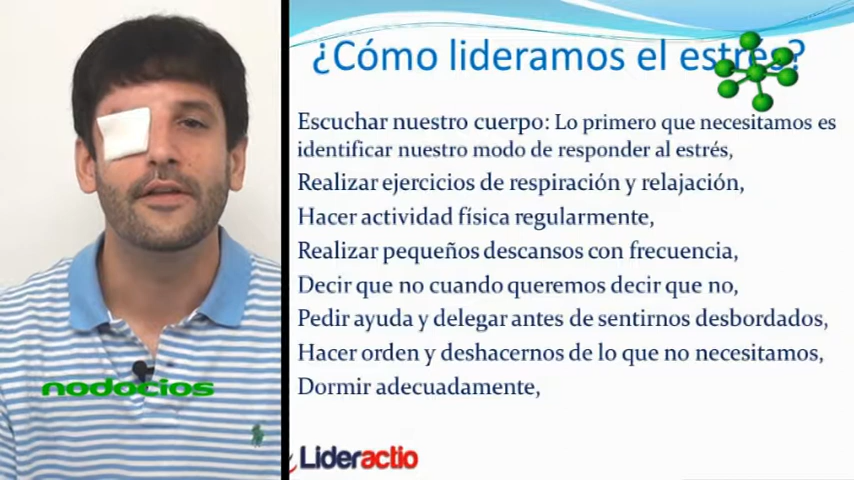 ¿Cómo lideramos el estrés?
Escuchar nuestro cuerpo: Lo primero que necesitamos es
identificar nuestro modo de responder al estrés,
Realizar ejercicios de respiración y relajación,
Hacer actividad física regularmente,
Realizar pequeños descansos con frecuencia,
Decir que no cuando queremos decir que no,
Pedir ayuda y delegar antes de sentirnos desbordados,
Hacer orden y deshacernos de lo que no necesitamos,
Dormir adecuadamente,
nodocios
Lideractio